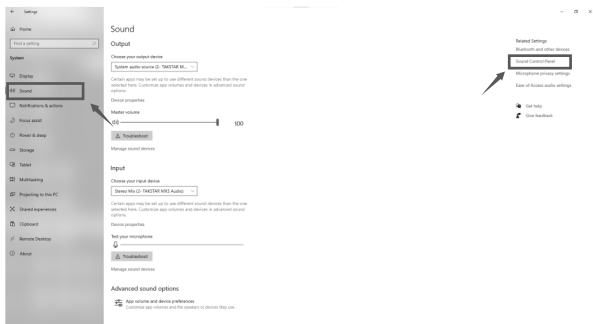 Settings
Home
Find a setting
System
Display
Sound
Notifications & actions
Focus assist
Power & sleep
Storage
Tablet
Multitasking
Projecting to this PC
Shared experiences
Clipboard
Remote Desktop
About
Sound
Output
Choose your output device
System audio source (2- TAKSTAR M...
Certain apps may be set up to use different sound devices than the one
selected here. Customize app volumes and devices in advanced sound
options.
Device properties
Master volume
100
Troubleshoot
Manage sound devices
Input
Choose your input device
Stereo Mix (2- TAKSTAR MX5 Audio)
Certain apps may be set up to use different sound devices than the one
selected here. Customize app volumes and devices in advanced sound
options.
Device properties
Test your microphone
Troubleshoot
Manage sound devices
Advanced sound options
App volume and device preferences
Customize app volumes and the speakers or devices they use.
Related Settings
Bluetooth and other devices
Sound Control Panel
Microphone privacy settings
Ease of Access audio settings
Get help
Give feedback